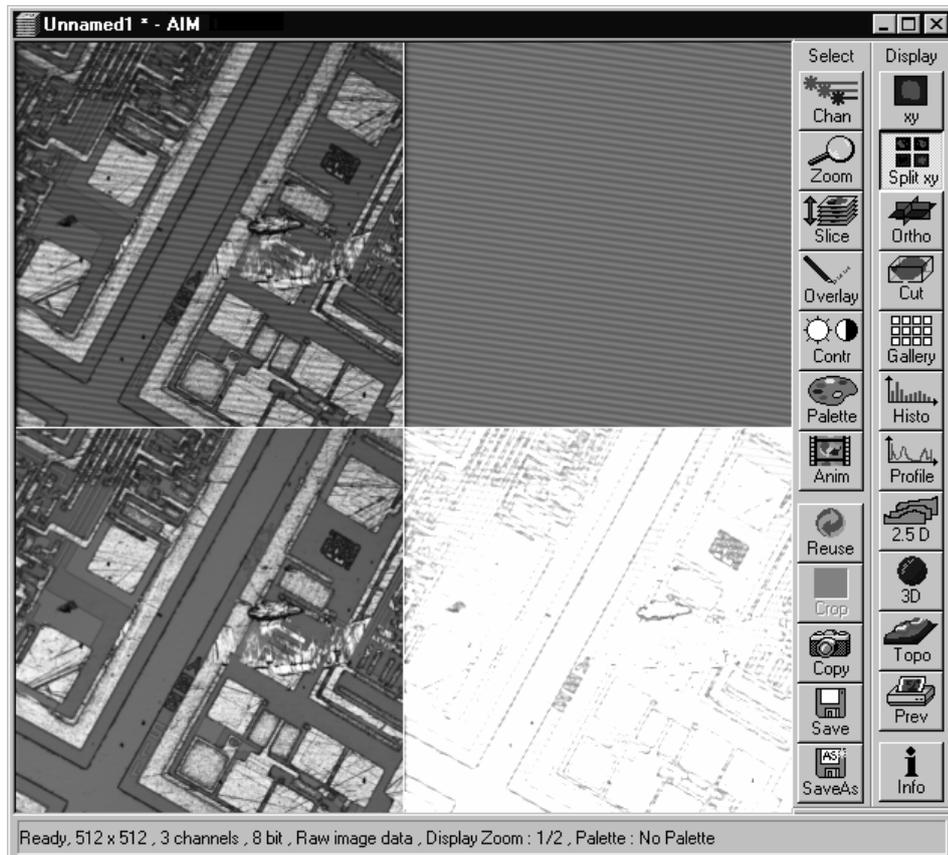 Unnamed1 * - AIM
Select
Chan
Zoom
Slice
Overlay
Contr
Palette
Anim
Reuse
Crop
Copy
Save
AS
SaveAs
Display
xy
Split xy
Ortho
Cut
Gallery
Histo
Profile
2.5 D
3D
Topo
Prev
i
Info
Ready, 512 x 512 , 3 channels , 8 bit , Raw image data , Display Zoom : 1/2 , Palette : No Palette